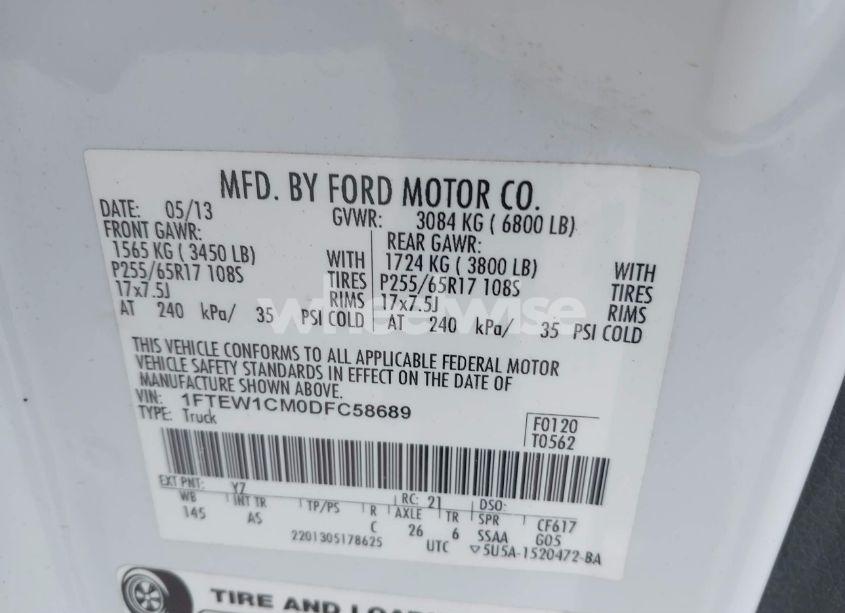 MFD. BY FORD MOTOR CO.
DATE: 05/13 GVWR: 3084 KG ( 6800 LB)
FRONT GAWR: REAR GAWR:
1565 KG ( 3450 LB) WITH 1724 KG ( 3800 LB) WITH
P255/65R17 108S TIRES P255/65R17 108S TIRES
17x7.5J RIMS 17x7.5J RIMS
AT 240 kPa/ 35 PSI COLD AT 240 kPa/ 35 PSI COLD
wheelwise
THIS VEHICLE CONFORMS TO ALL APPLICABLE FEDERAL MOTOR
VEHICLE SAFETY STANDARDS IN EFFECT ON THE DATE OF
MANUFACTURE SHOWN ABOVE.
VIN: 1FTEW1CM0DFC58689
TYPE: Truck
F0120
T0562
EXT PNT: Y7 RC: 21 DSO:
WB INT TR TP/PS R AXLE TR SPR CF617
145 AS C 26 6 SSAA G05
2201305178625 UTC ▽5U5A-1520472-BA
TIRE AND